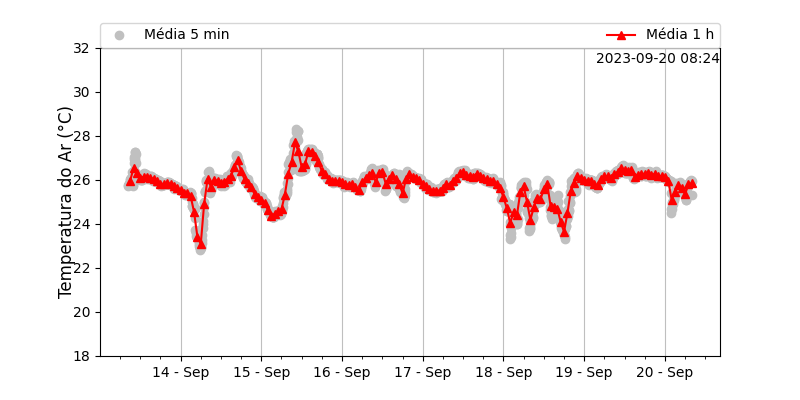 Média 5 min
Média 1 h
2023-09-20 08:24
Temperatura do Ar (°C)
32
30
28
26
24
22
20
18
14 - Sep
15 - Sep
16 - Sep
17 - Sep
18 - Sep
19 - Sep
20 - Sep